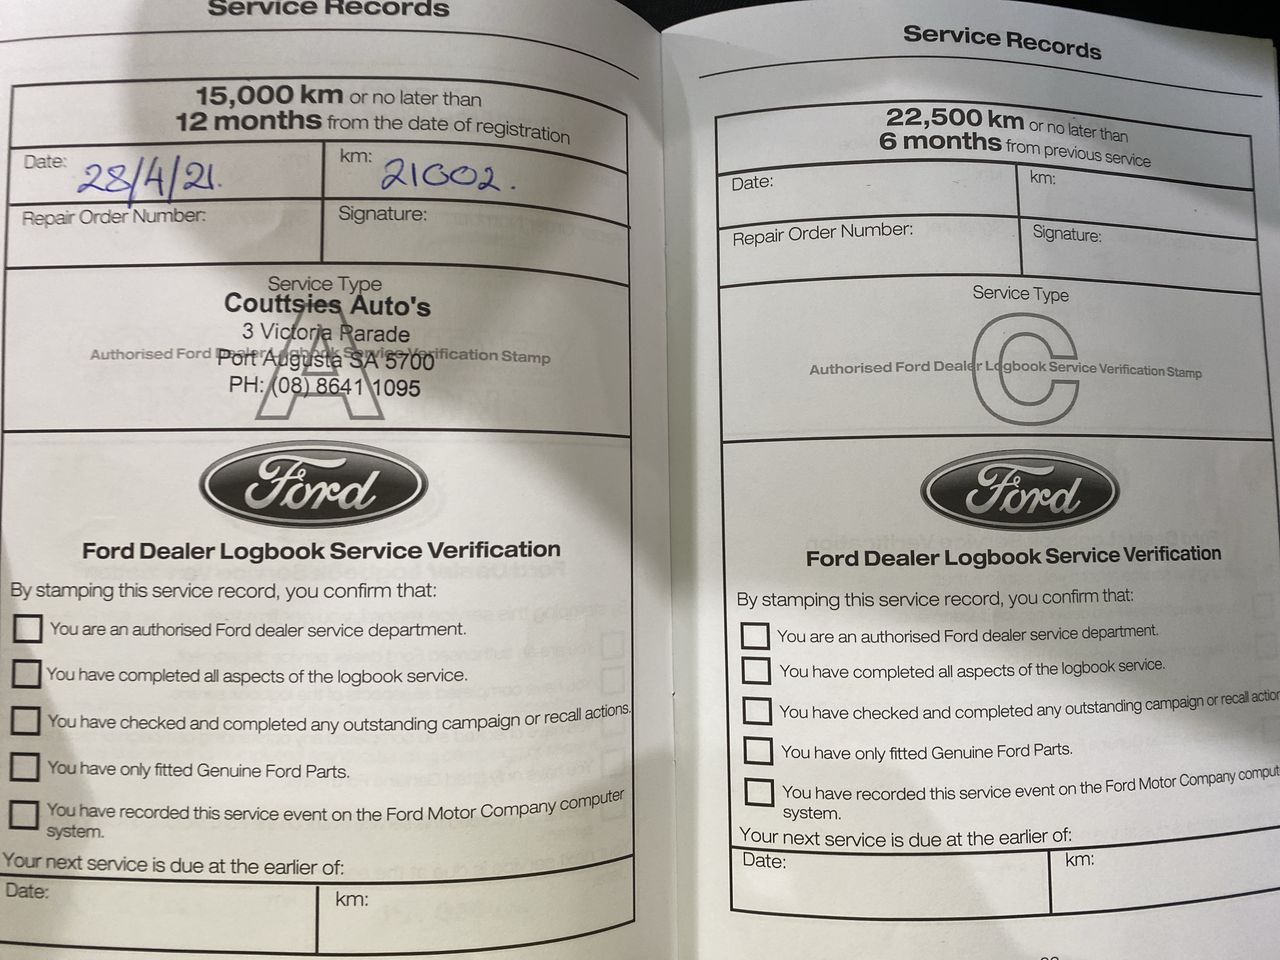 Service Records
15,000 km or no later than
12 months from the date of registration
Date: 28/4/21.
km: 21002.
Repair Order Number:
Signature:
Service Type
Couttsies Auto's
3 Victoria Parade
Authorised Ford Dealer Logbook Service Verification Stamp
Port Augusta SA 5700
PH: (08) 8641 1095
A
Ford
Ford Dealer Logbook Service Verification
By stamping this service record, you confirm that:
You are an authorised Ford dealer service department.
You have completed all aspects of the logbook service.
You have checked and completed any outstanding campaign or recall actions.
You have only fitted Genuine Ford Parts.
You have recorded this service event on the Ford Motor Company computer
system.
Your next service is due at the earlier of:
Date:
km:
Service Records
22,500 km or no later than
6 months from previous service
Date:
km:
Repair Order Number:
Signature:
Service Type
C
Authorised Ford Dealer Logbook Service Verification Stamp
Ford
Ford Dealer Logbook Service Verification
By stamping this service record, you confirm that:
You are an authorised Ford dealer service department.
You have completed all aspects of the logbook service.
You have checked and completed any outstanding campaign or recall action
You have only fitted Genuine Ford Parts.
You have recorded this service event on the Ford Motor Company comput
system.
Your next service is due at the earlier of:
Date:
km: